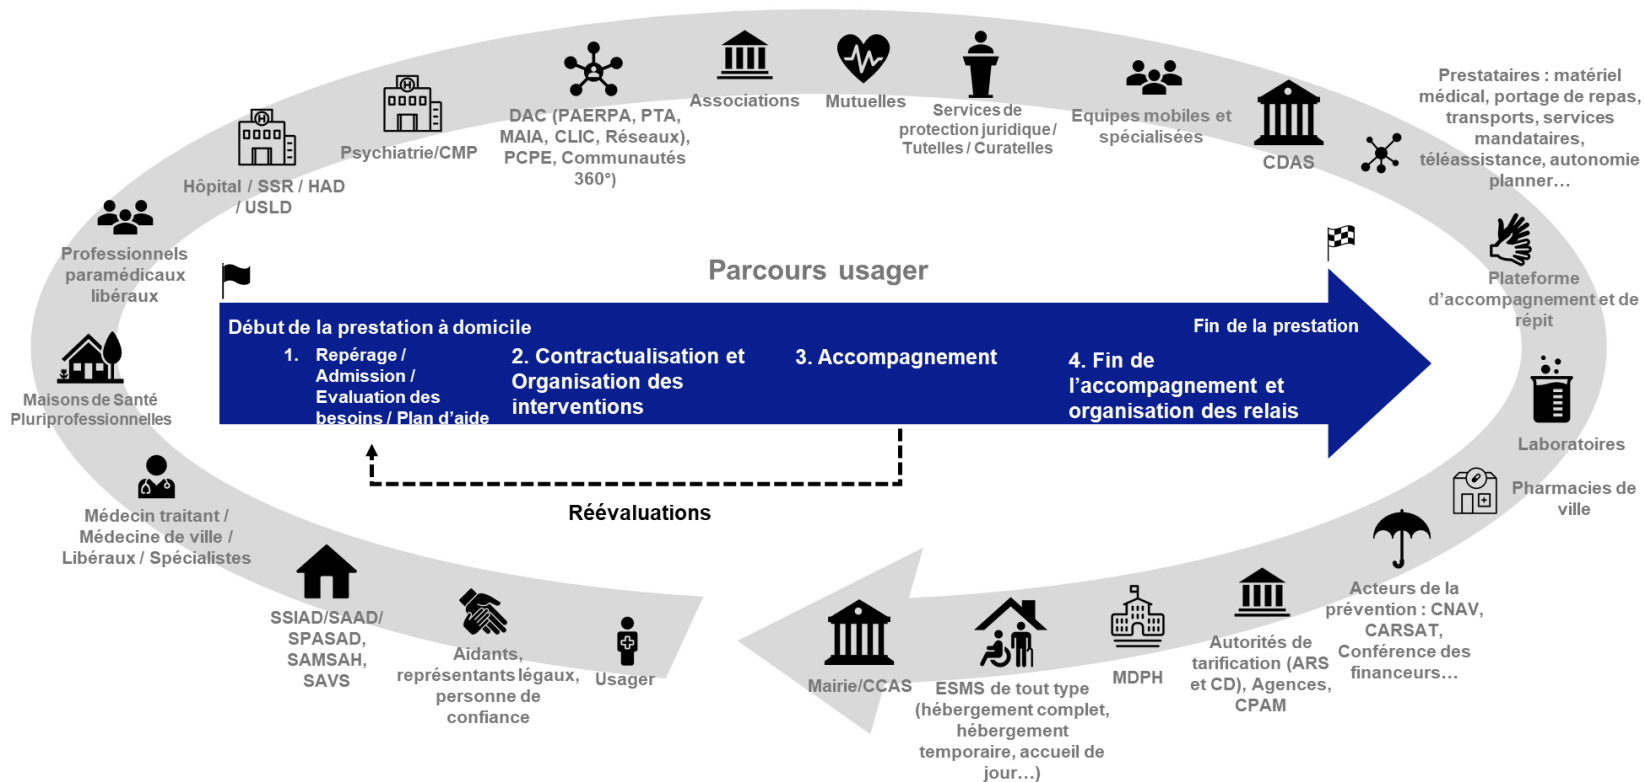 Prestataires : matériel
médical, portage de repas,
transports, services
mandataires,
téléassistance, autonomie
planner…
Associations
Mutuelles
Services de
protection juridique /
Tutelles / Curatelles
Equipes mobiles et
spécialisées
CDAS
DAC (PAERPA, PTA,
MAIA, CLIC, Réseaux),
PCPE, Communautés
360°)
Psychiatrie/CMP
Hôpital / SSR / HAD
/ USLD
Professionnels
paramédicaux
libéraux
Parcours usager
Plateforme
d’accompagnement et de
répit
Début de la prestation à domicile
Fin de la prestation
1. Repérage /
Admission /
Evaluation des
besoins / Plan d’aide
2. Contractualisation et
Organisation des
interventions
3. Accompagnement
4. Fin de
l’accompagnement et
organisation des relais
Réévaluations
Maisons de Santé
Pluriprofessionnelles
Laboratoires
Pharmacies de
ville
Médecin traitant /
Médecine de ville /
Libéraux / Spécialistes
SSIAD/SAAD/
SPASAD,
SAMSAH,
SAVS
Aidants,
représentants légaux,
personne de
confiance
Usager
Mairie/CCAS
ESMS de tout type
(hébergement complet,
hébergement
temporaire, accueil de
jour…)
MDPH
Autorités de
tarification (ARS
et CD), Agences,
CPAM
Acteurs de la
prévention : CNAV,
CARSAT,
Conférence des
financeurs…
H
H